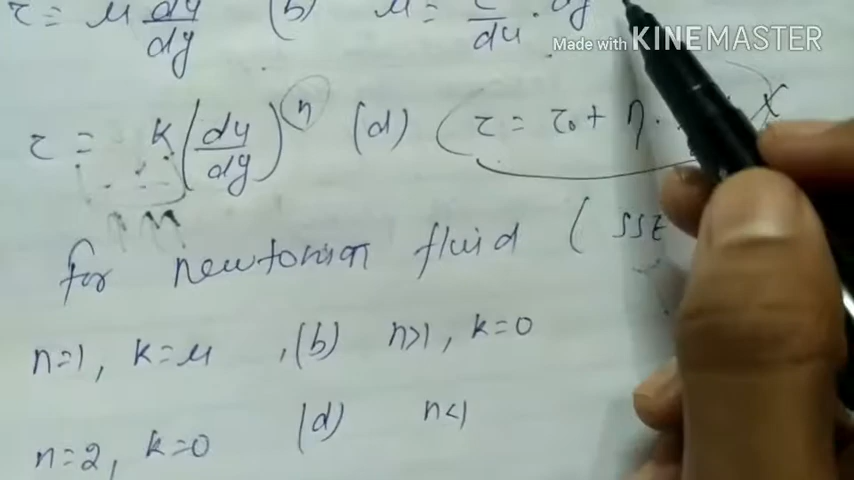 τ = μ du/dy (b) μ = τ/du . dy
Made with KINEMASTER
τ = k (du/dy)^n (d) (τ = τ₀ + η .
for newtonian fluid ( SSE
n=1, k=μ , (b) n>1, k=0
n=2, k=0 (d) n<1